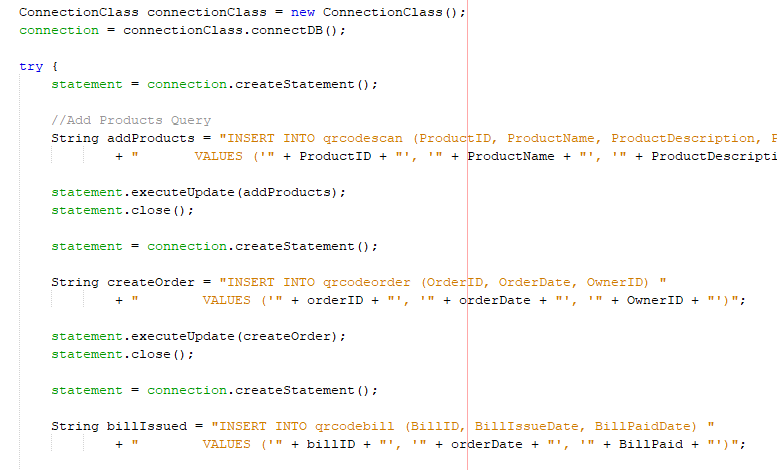 ConnectionClass connectionClass = new ConnectionClass();
connection = connectionClass.connectDB();
try {
statement = connection.createStatement();
//Add Products Query
String addProducts = "INSERT INTO qrcodescan (ProductID, ProductName, ProductDescription,
+ "       VALUES ('" + ProductID + "', '" + ProductName + "', '" +
statement.executeUpdate(addProducts);
statement.close();
statement = connection.createStatement();
String createOrder = "INSERT INTO qrcodeorder (OrderID, OrderDate, OwnerID) "
+ "        VALUES ('" + orderID + "', '" + orderDate + "', '" + OwnerID + "')";
statement.executeUpdate(createOrder);
statement.close();
statement = connection.createStatement();
String billIssued = "INSERT INTO qrcodebill (BillID, BillIssueDate, BillPaidDate) "
+ "        VALUES ('" + billID + "', '" + orderDate + "', '" + BillPaid + "')";